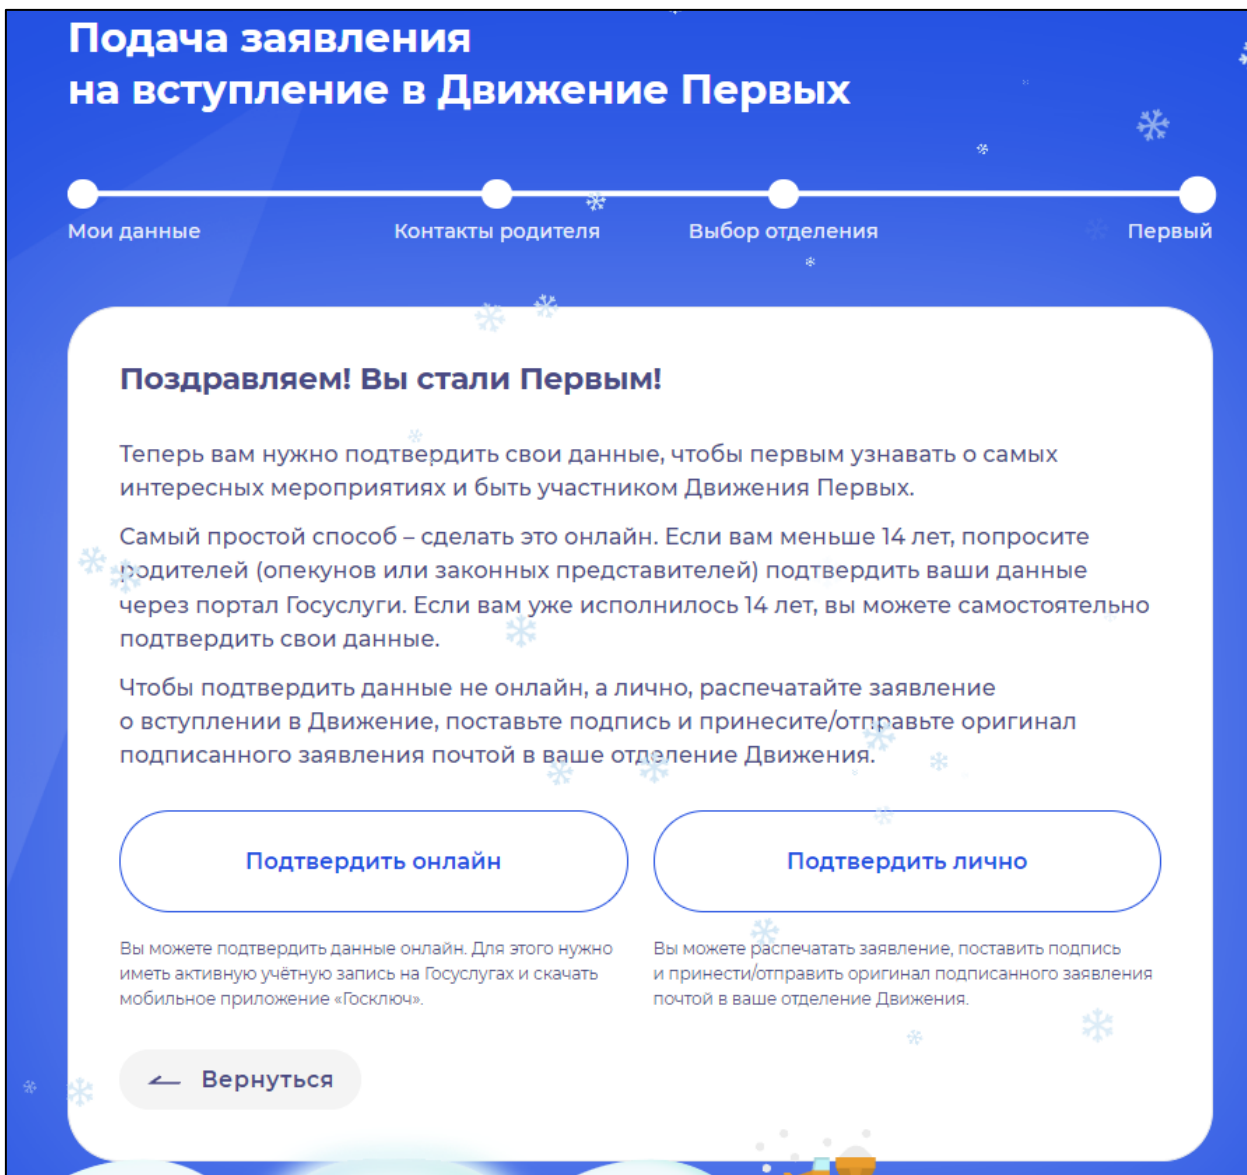 Подача заявления
на вступление в Движение Первых
Мои данные
Контакты родителя
Выбор отделения
Первый
Поздравляем! Вы стали Первым!
Теперь вам нужно подтвердить свои данные, чтобы первым узнавать о самых
интересных мероприятиях и быть участником Движения Первых.
Самый простой способ – сделать это онлайн. Если вам меньше 14 лет, попросите
родителей (опекунов или законных представителей) подтвердить ваши данные
через портал Госуслуги. Если вам уже исполнилось 14 лет, вы можете самостоятельно
подтвердить свои данные.
Чтобы подтвердить данные не онлайн, а лично, распечатайте заявление
о вступлении в Движение, поставьте подпись и принесите/отправьте оригинал
подписанного заявления почтой в ваше отделение Движения.
Подтвердить онлайн
Подтвердить лично
Вы можете подтвердить данные онлайн. Для этого нужно
иметь активную учётную запись на Госуслугах и скачать
мобильное приложение «Госключ».
Вы можете распечатать заявление, поставить подпись
и принести/отправить оригинал подписанного заявления
почтой в ваше отделение Движения.
Вернуться